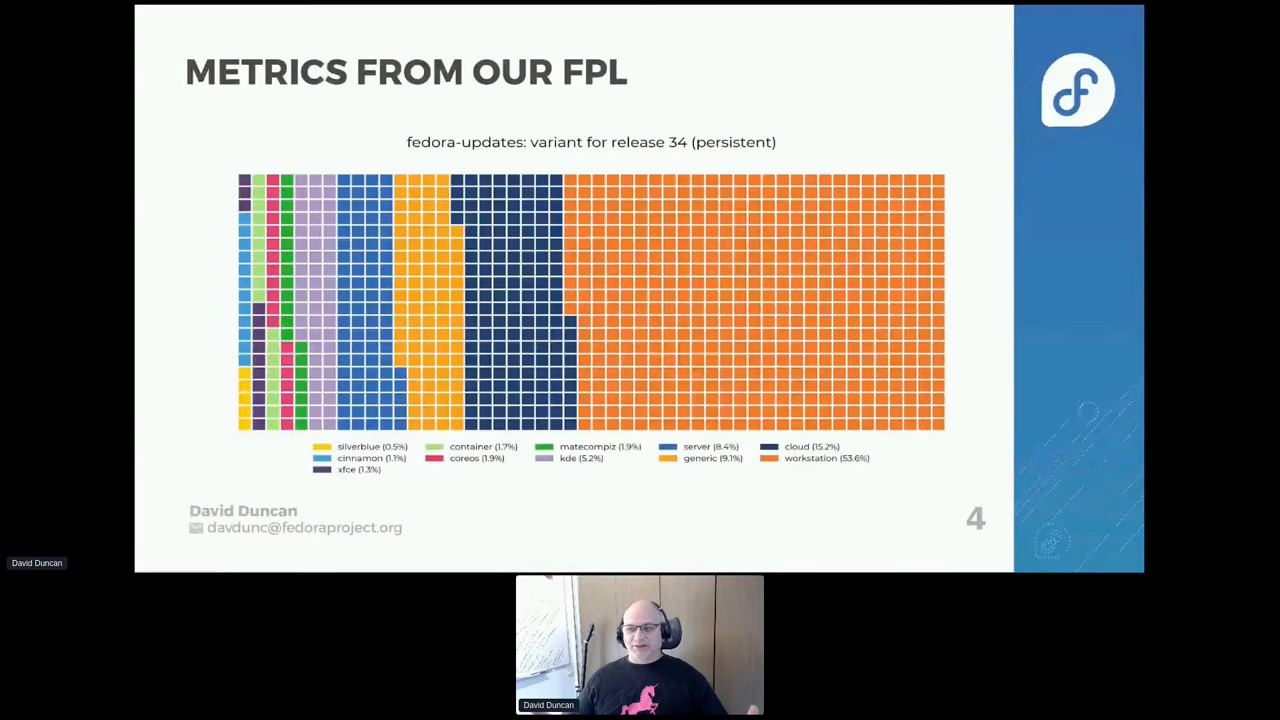 METRICS FROM OUR FPL
fedora-updates: variant for release 34 (persistent)
silverblue (0.5%) container (1.7%) matecompiz (1.9%) server (8.4%) cloud (15.2%)
cinnamon (1.1%) coreos (1.9%) kde (5.2%) generic (9.1%) workstation (53.6%)
xfce (1.3%)
David Duncan
davdunc@fedoraproject.org
4
David Duncan
David Duncan